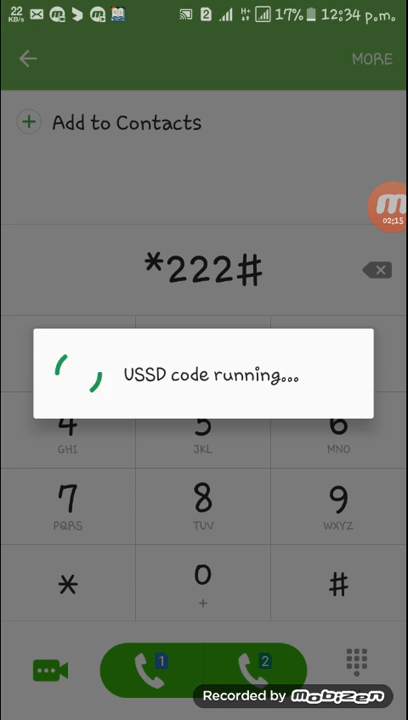 22
KB/s
2
H+
17%
12:34 p.m.
MORE
Add to Contacts
m
02:15
*222#
USSD code running...
4
5
6
GHI
JKL
MNO
7
8
9
PQRS
TUV
WXYZ
*
0
#
+
1
2
Recorded by mobizen